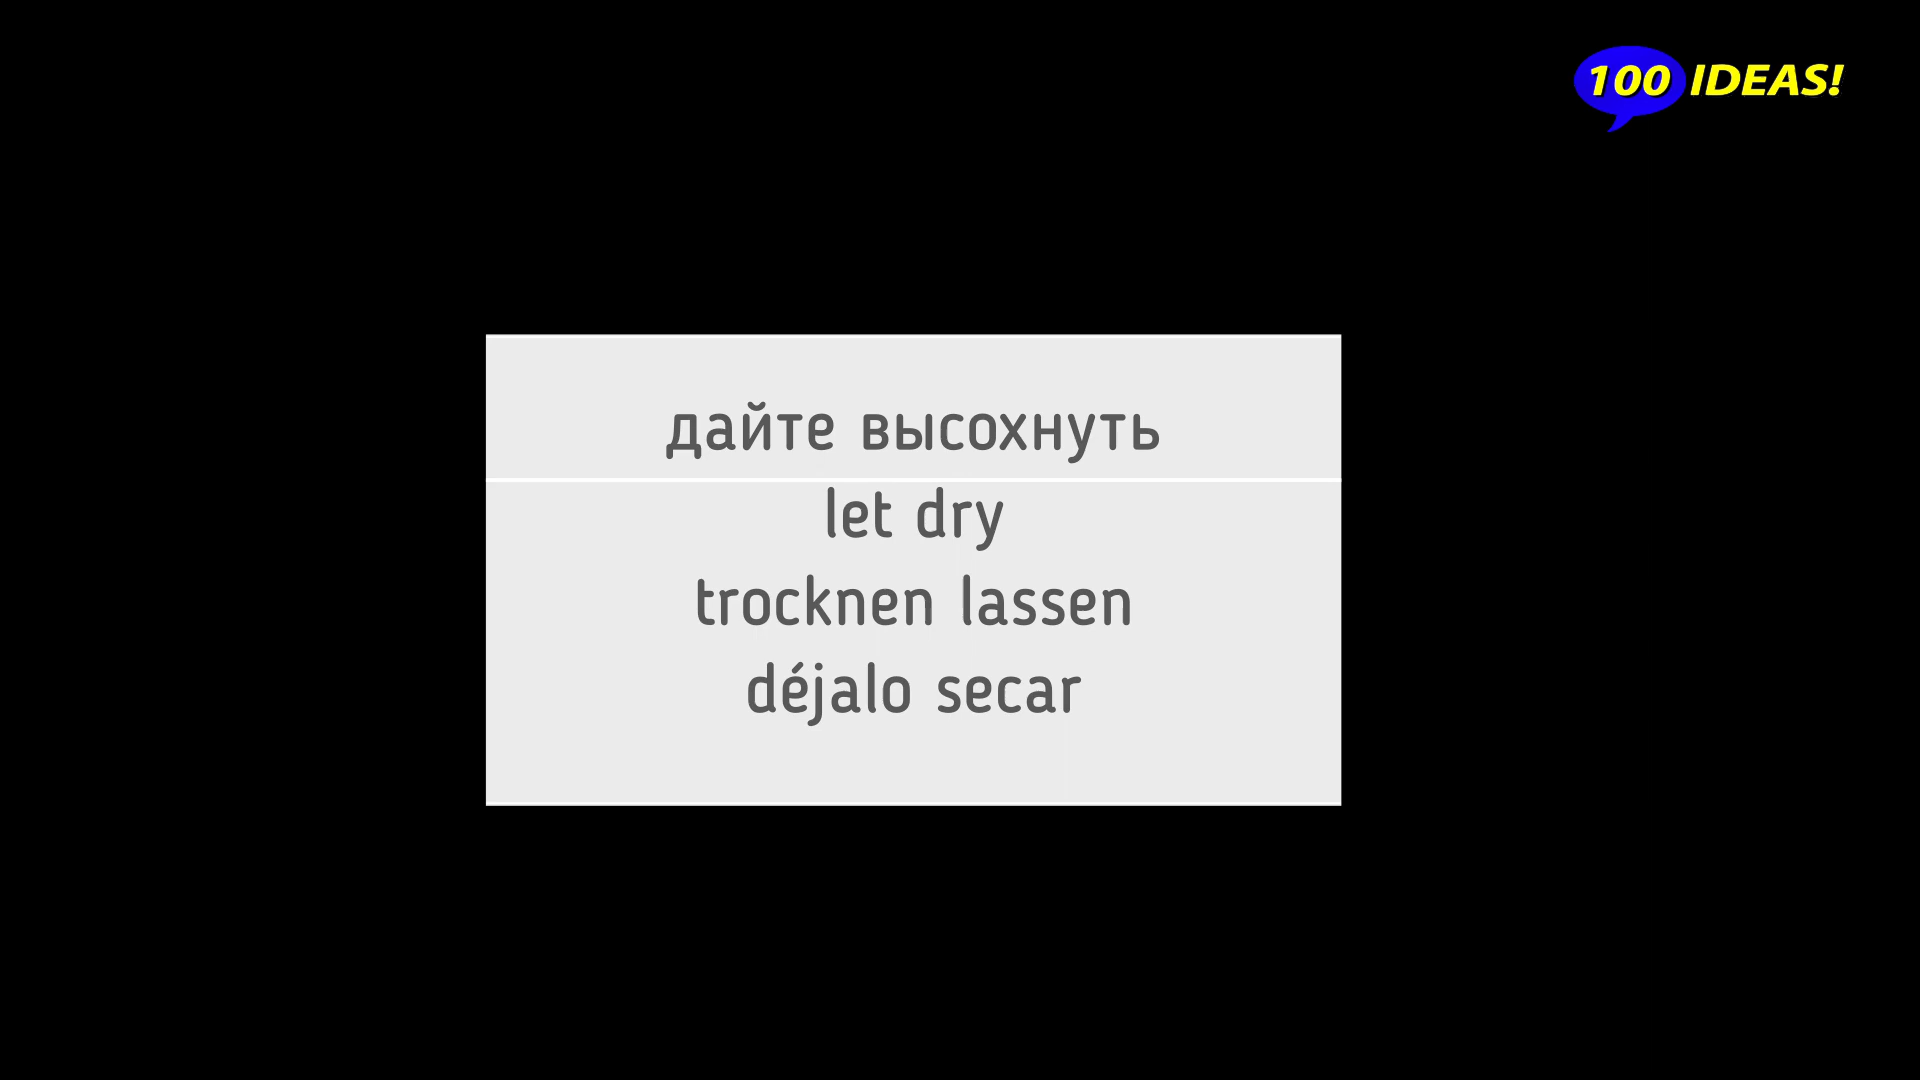 100 IDEAS!
дайте высохнуть
let dry
trocknen lassen
déjalo secar